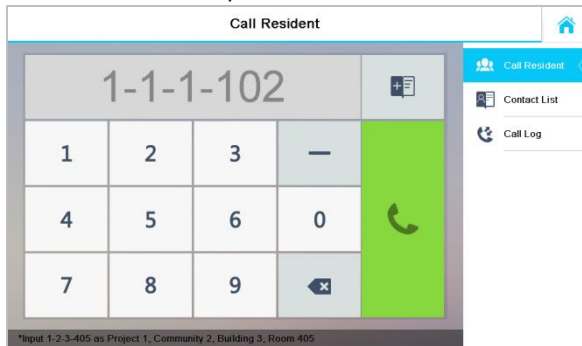 Call Resident
1-1-1-102
1 2 3 —
4 5 6 0
7 8 9
*Input 1-2-3-405 as Project 1, Community 2, Building 3, Room 405
Call Resident
Contact List
Call Log